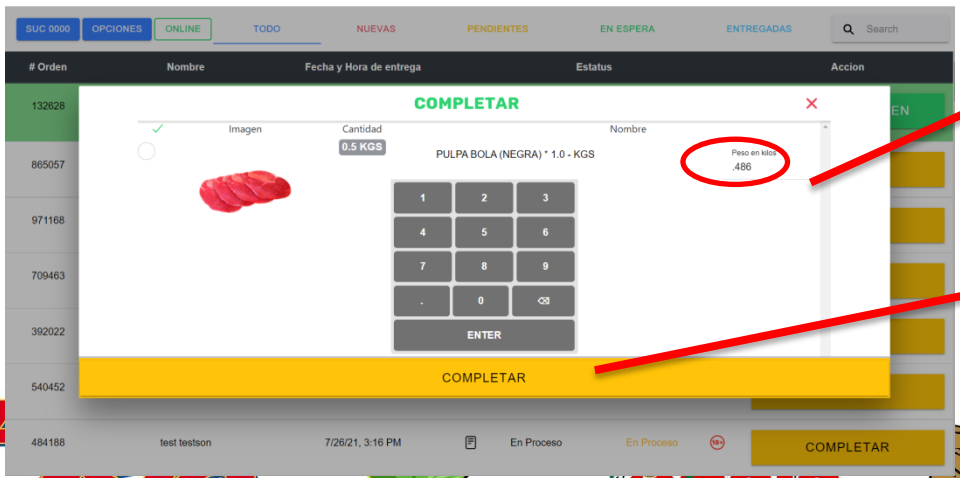 SUC 0000 OPCIONES ONLINE TODO NUEVAS PENDIENTES EN ESPERA ENTREGADAS Search
# Orden Nombre Fecha y Hora de entrega Estatus Accion
COMPLETAR
132628 EN
Imagen Cantidad Nombre
0.5 KGS PULPA BOLA (NEGRA) * 1.0 - KGS Peso en kilos
.486
865057
1 2 3
971168
4 5 6
709463
7 8 9
. 0
392022
ENTER
COMPLETAR
540452
484188 test testson 7/26/21, 3:16 PM En Proceso En Proceso 18+ COMPLETAR